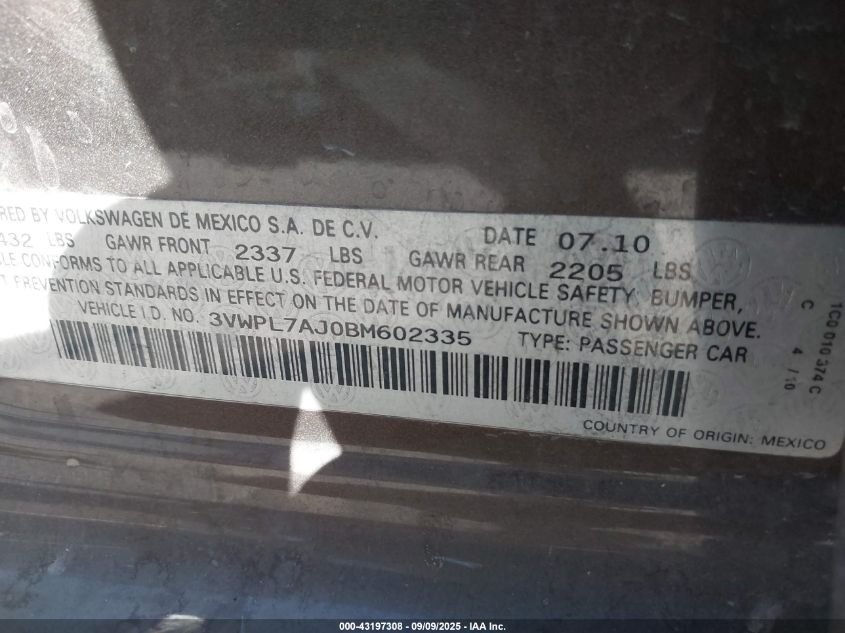 RED BY VOLKSWAGEN DE MEXICO S.A. DE C.V. DATE 07.10
432 LBS GAWR FRONT 2337 LBS GAWR REAR 2205 LBS
CLE CONFORMS TO ALL APPLICABLE U.S. FEDERAL MOTOR VEHICLE SAFETY, BUMPER,
T PREVENTION STANDARDS IN EFFECT ON THE DATE OF MANUFACTURE SHOWN ABOVE.
VEHICLE I.D. NO. 3VWPL7AJ0BM602335 TYPE: PASSENGER CAR
COUNTRY OF ORIGIN: MEXICO
C 4 /10
1C0 010 374 C
000-43197308 - 09/09/2025 - IAA Inc.